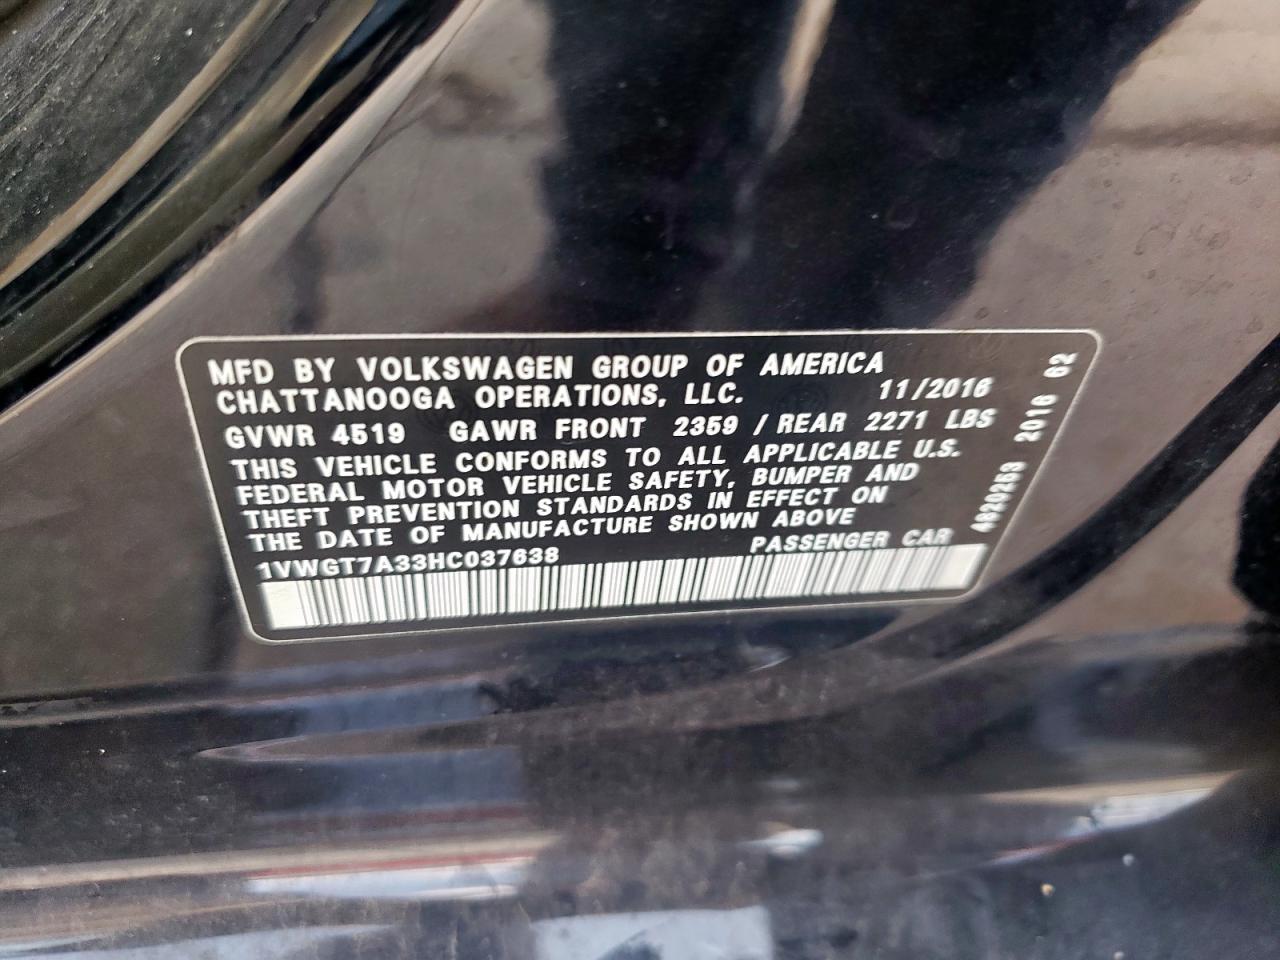 MFD BY VOLKSWAGEN GROUP OF AMERICA
CHATTANOOGA OPERATIONS, LLC. 11/2016
GVWR 4519 GAWR FRONT 2359 / REAR 2271 LBS
THIS VEHICLE CONFORMS TO ALL APPLICABLE U.S.
FEDERAL MOTOR VEHICLE SAFETY, BUMPER AND
THEFT PREVENTION STANDARDS IN EFFECT ON
THE DATE OF MANUFACTURE SHOWN ABOVE
1VWGT7A33HC037638 PASSENGER CAR
4820263 2016 62